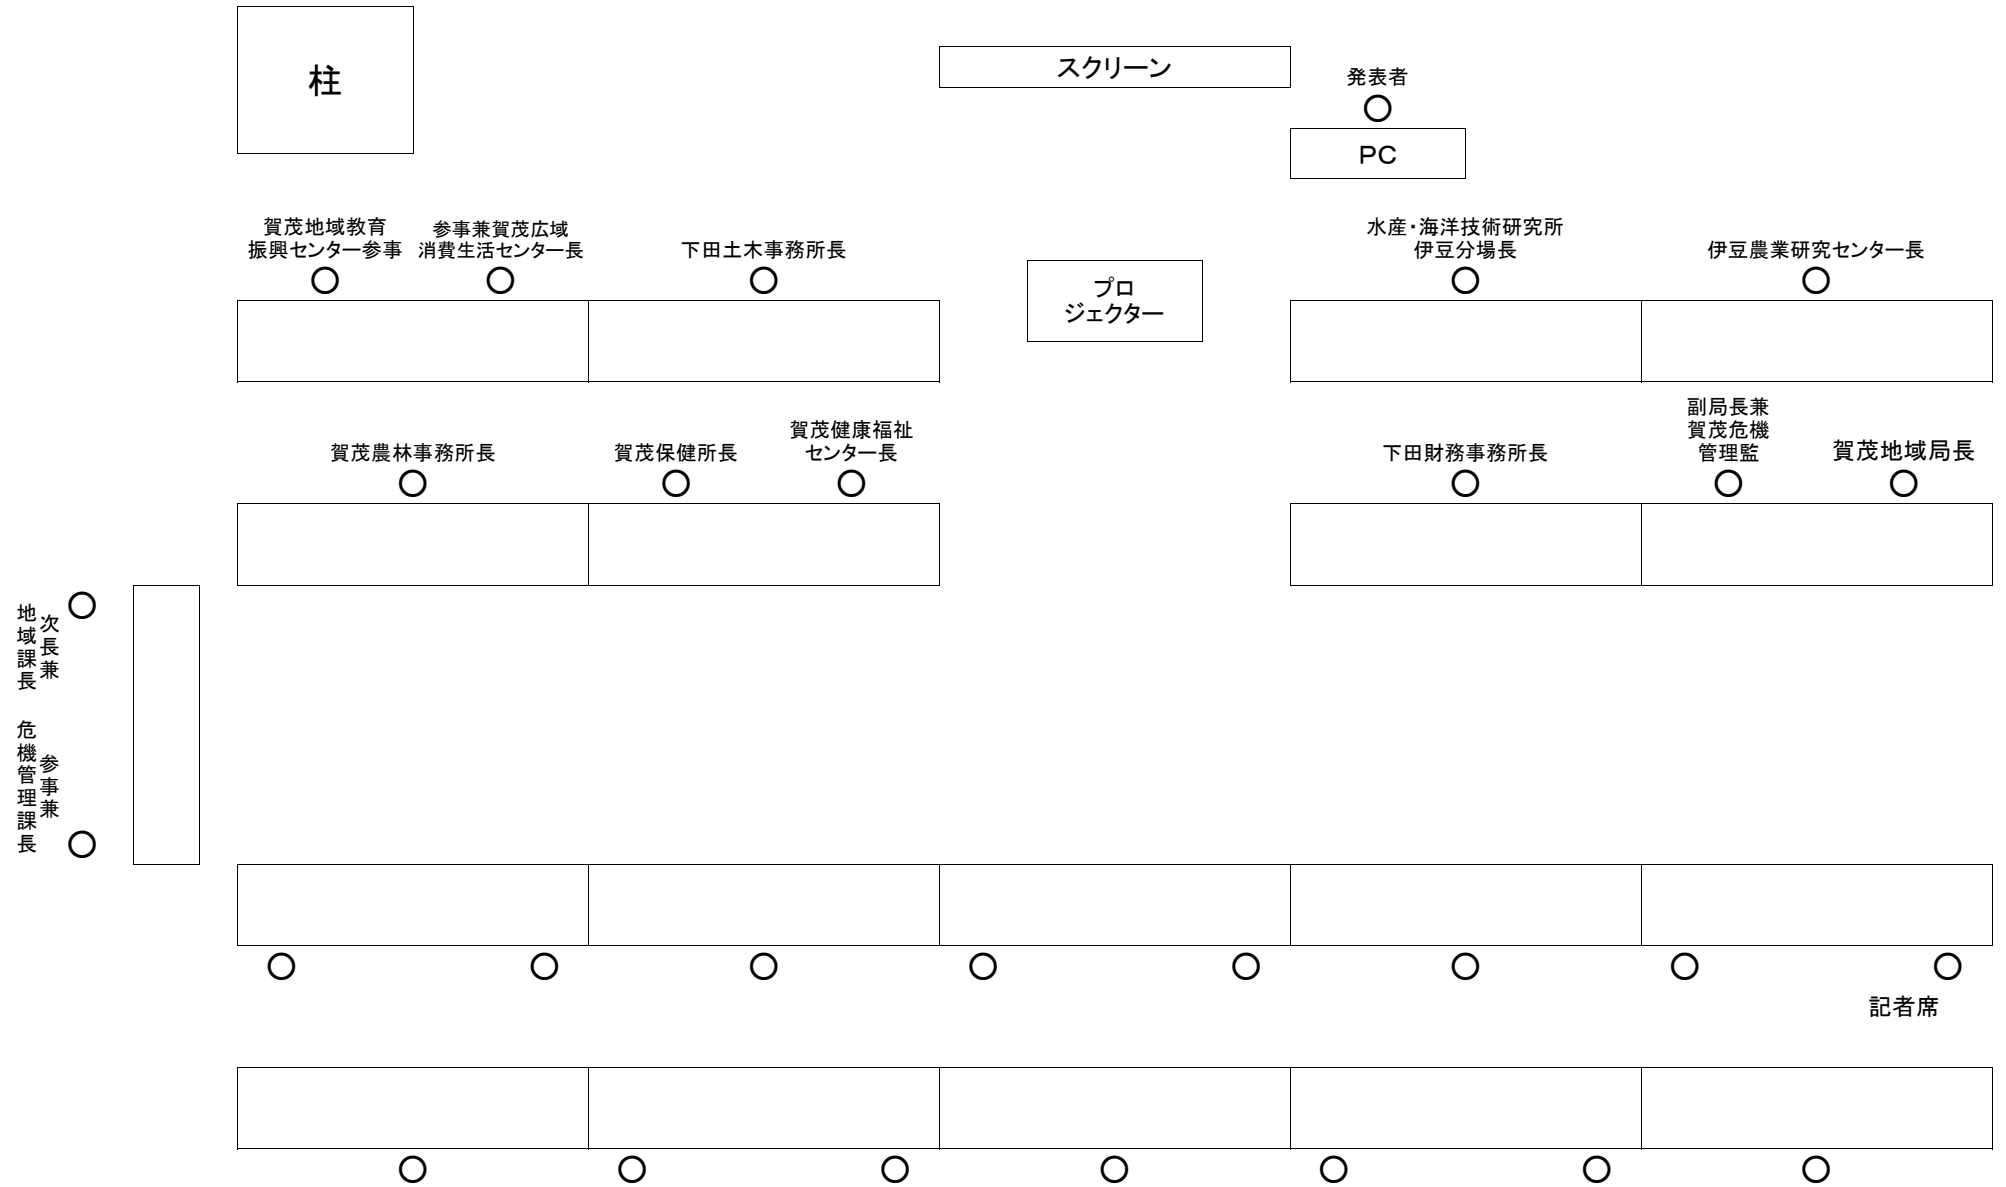 柱
スクリーン
発表者
PC
賀茂地域教育
振興センター参事
参事兼賀茂広域
消費生活センター長
下田土木事務所長
プロ
ジェクター
水産・海洋技術研究所
伊豆分場長
伊豆農業研究センター長
賀茂農林事務所長
賀茂保健所長
賀茂健康福祉
センター長
下田財務事務所長
副局長兼
賀茂危機
管理監
賀茂地域局長
次長兼
地域課長
参事兼
危機管理課長
記者席